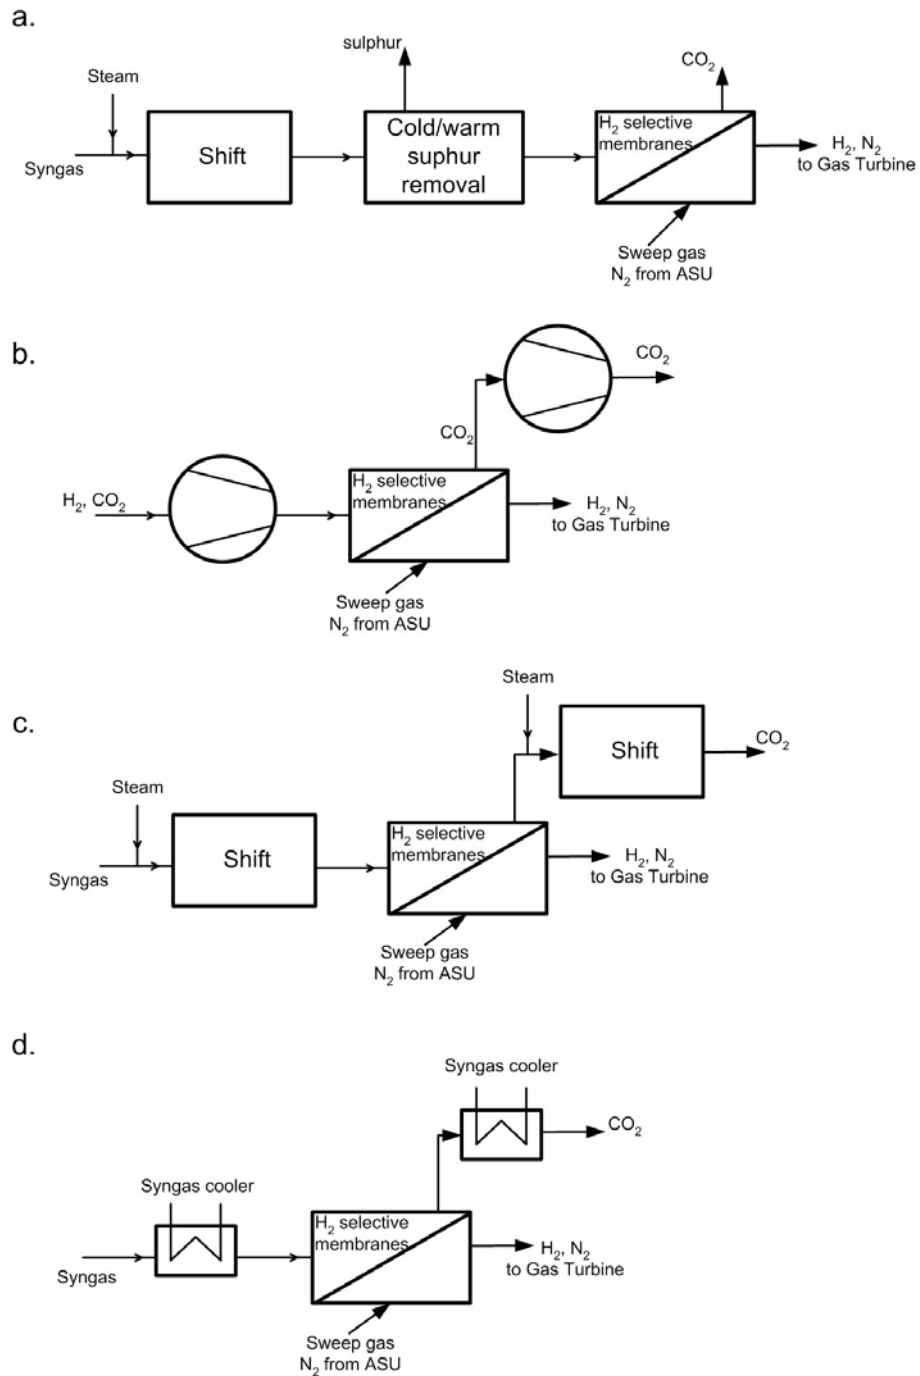 a.
sulphur
CO2
Steam
H2 selective
membranes
Cold/warm
suphur
removal
Shift
H2, N2
to Gas Turbine
Syngas
Sweep gas
N2 from ASU
b.
CO2
CO2
H2 selective
membranes
H2, CO2
H2, N2
to Gas Turbine
Sweep gas
N2 from ASU
Steam
c.
Shift
CO2
Steam
H2 selective
membranes
Shift
H2, N2
to Gas Turbine
Syngas
Sweep gas
N2 from ASU
d.
Syngas cooler
CO2
Syngas cooler
H2 selective
membranes
H2, N2
to Gas Turbine
Syngas
Sweep gas
N2 from ASU